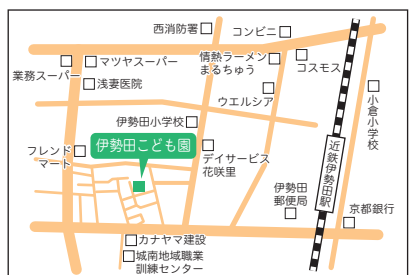 西消防署
コンビニ
マツヤスーパー
業務スーパー
浅妻医院
情熱ラーメン
まるちゅう
コスモス
ウエルシア
小倉小学校
伊勢田小学校
伊勢田こども園
フレンド
マート
デイサービス
花咲里
近鉄伊勢田駅
伊勢田
郵便局
京都銀行
カナヤマ建設
城南地域職業
訓練センター